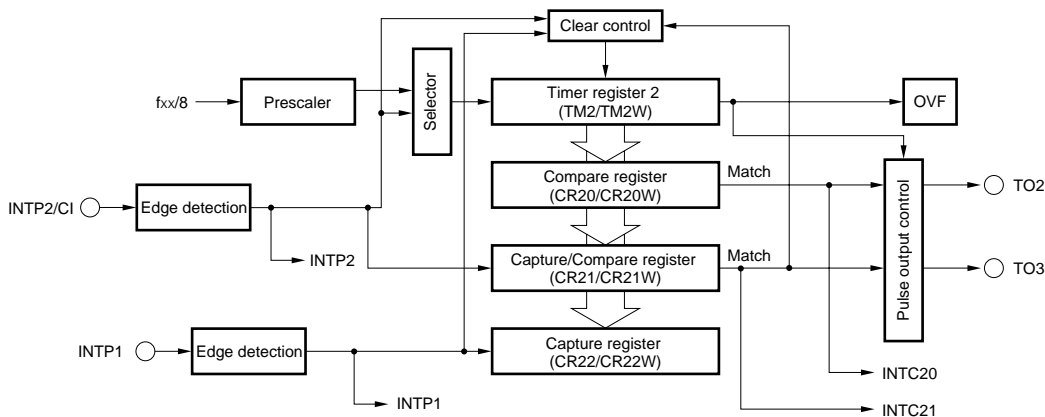 Clear control
fxx/8
Prescaler
Selector
Timer register 2
(TM2/TM2W)
OVF
Compare register
(CR20/CR20W)
Match
TO2
INTP2/CI
Edge detection
INTP2
Capture/Compare register
(CR21/CR21W)
Match
Pulse output control
TO3
INTP1
Edge detection
Capture register
(CR22/CR22W)
INTC20
INTP1
INTC21